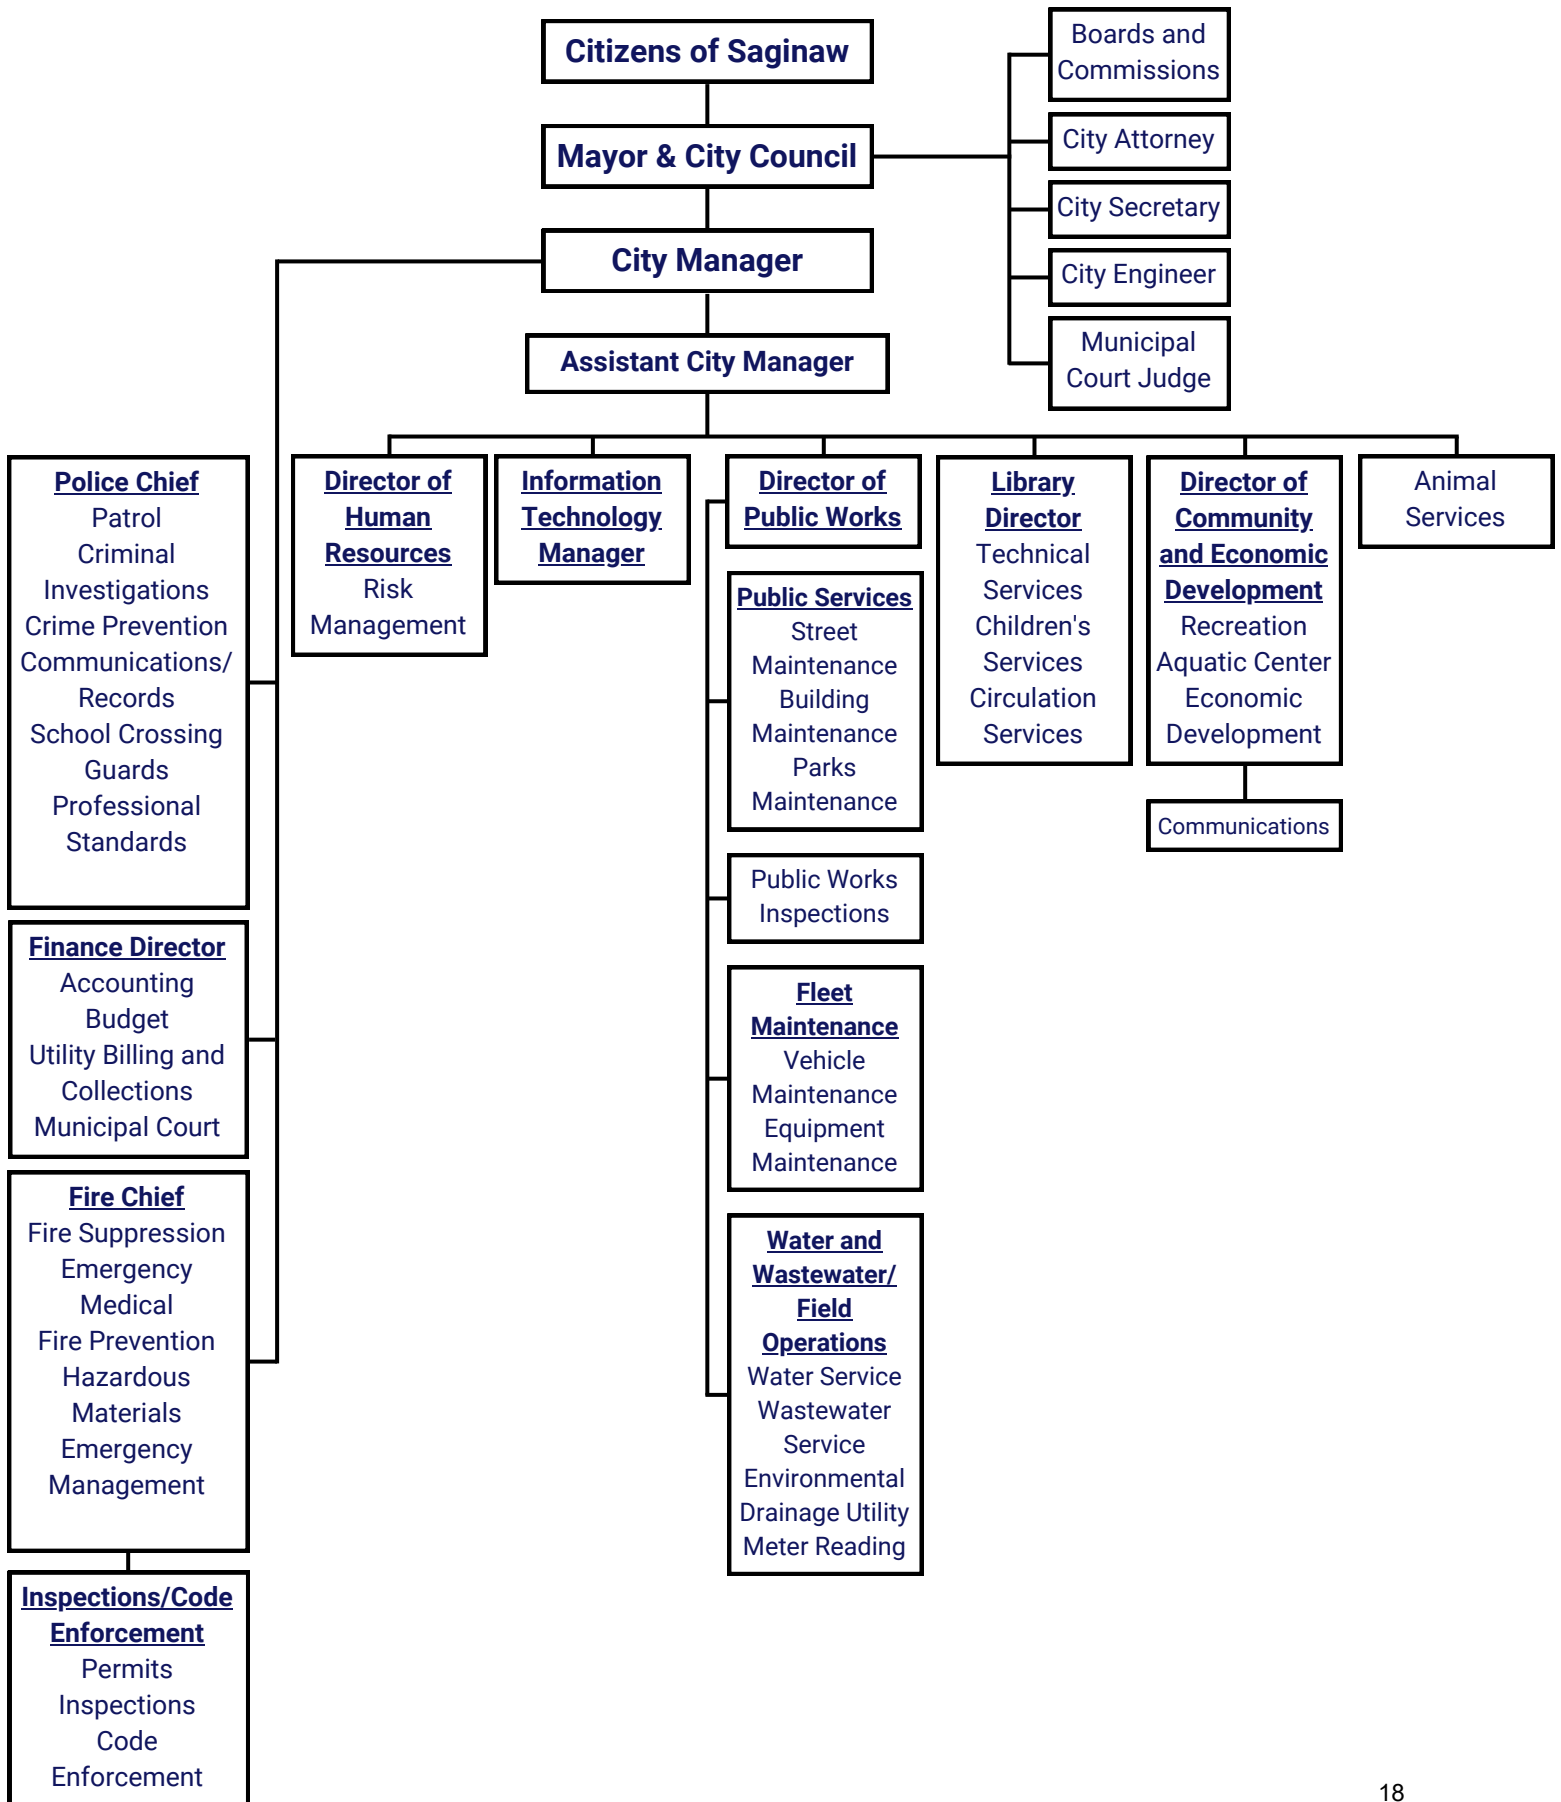 Citizens of Saginaw
Mayor & City Council
City Manager
Assistant City Manager
Boards and
Commissions
City Attorney
City Secretary
City Engineer
Municipal
Court Judge
Police Chief
Patrol
Criminal
Investigations
Crime Prevention
Communications/
Records
School Crossing
Guards
Professional
Standards
Finance Director
Accounting
Budget
Utility Billing and
Collections
Municipal Court
Fire Chief
Fire Suppression
Emergency
Medical
Fire Prevention
Hazardous
Materials
Emergency
Management
Inspections/Code
Enforcement
Permits
Inspections
Code
Enforcement
Director of
Human
Resources
Risk
Management
Information
Technology
Manager
Director of
Public Works
Public Services
Street
Maintenance
Building
Maintenance
Parks
Maintenance
Public Works
Inspections
Fleet
Maintenance
Vehicle
Maintenance
Equipment
Maintenance
Water and
Wastewater/
Field
Operations
Water Service
Wastewater
Service
Environmental
Drainage Utility
Meter Reading
Library
Director
Technical
Services
Children's
Services
Circulation
Services
Director of
Community
and Economic
Development
Recreation
Aquatic Center
Economic
Development
Communications
Animal
Services
18